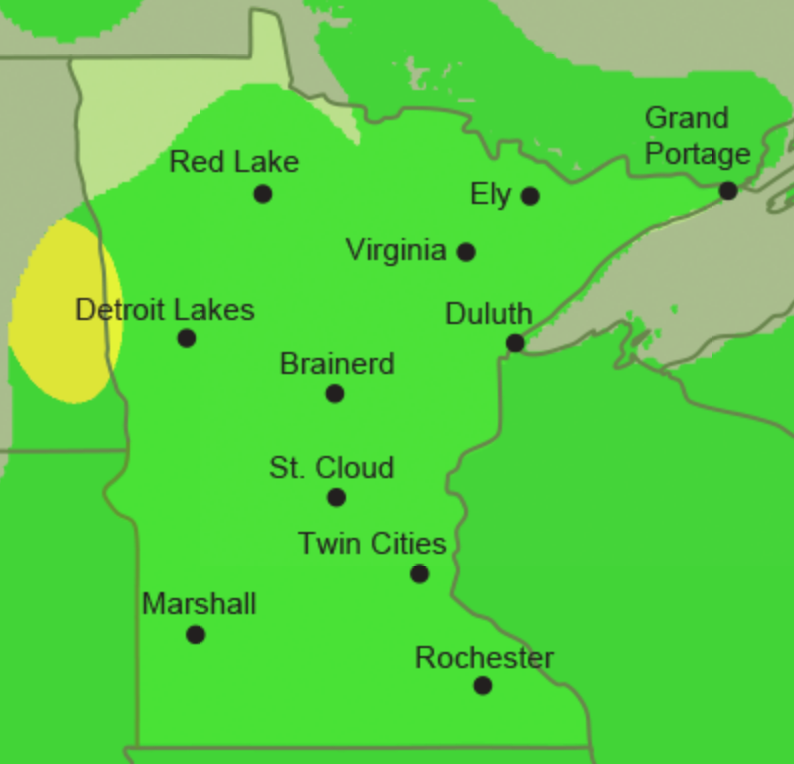 Grand
Portage
Red Lake
Ely
Virginia
Detroit Lakes
Duluth
Brainerd
St. Cloud
Twin Cities
Marshall
Rochester